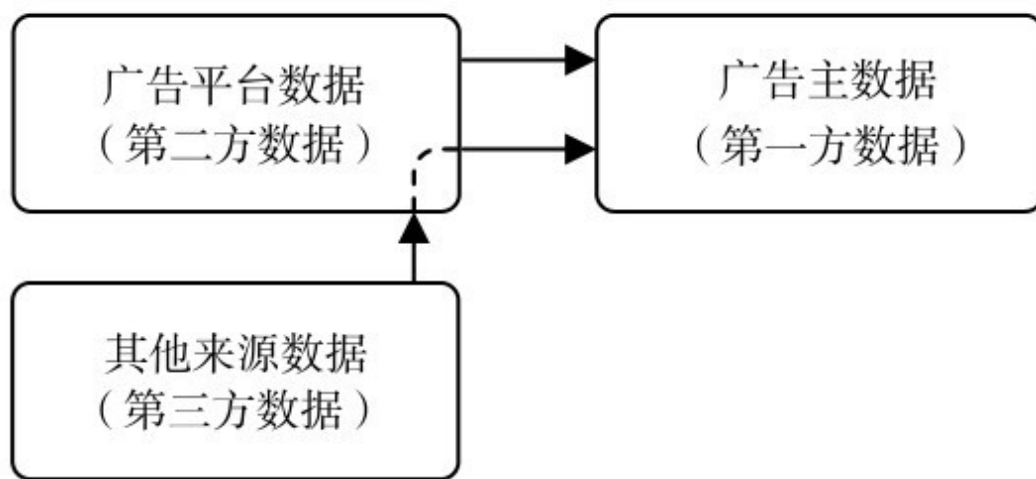 广告平台数据
（第二方数据）
广告主数据
（第一方数据）
其他来源数据
（第三方数据）